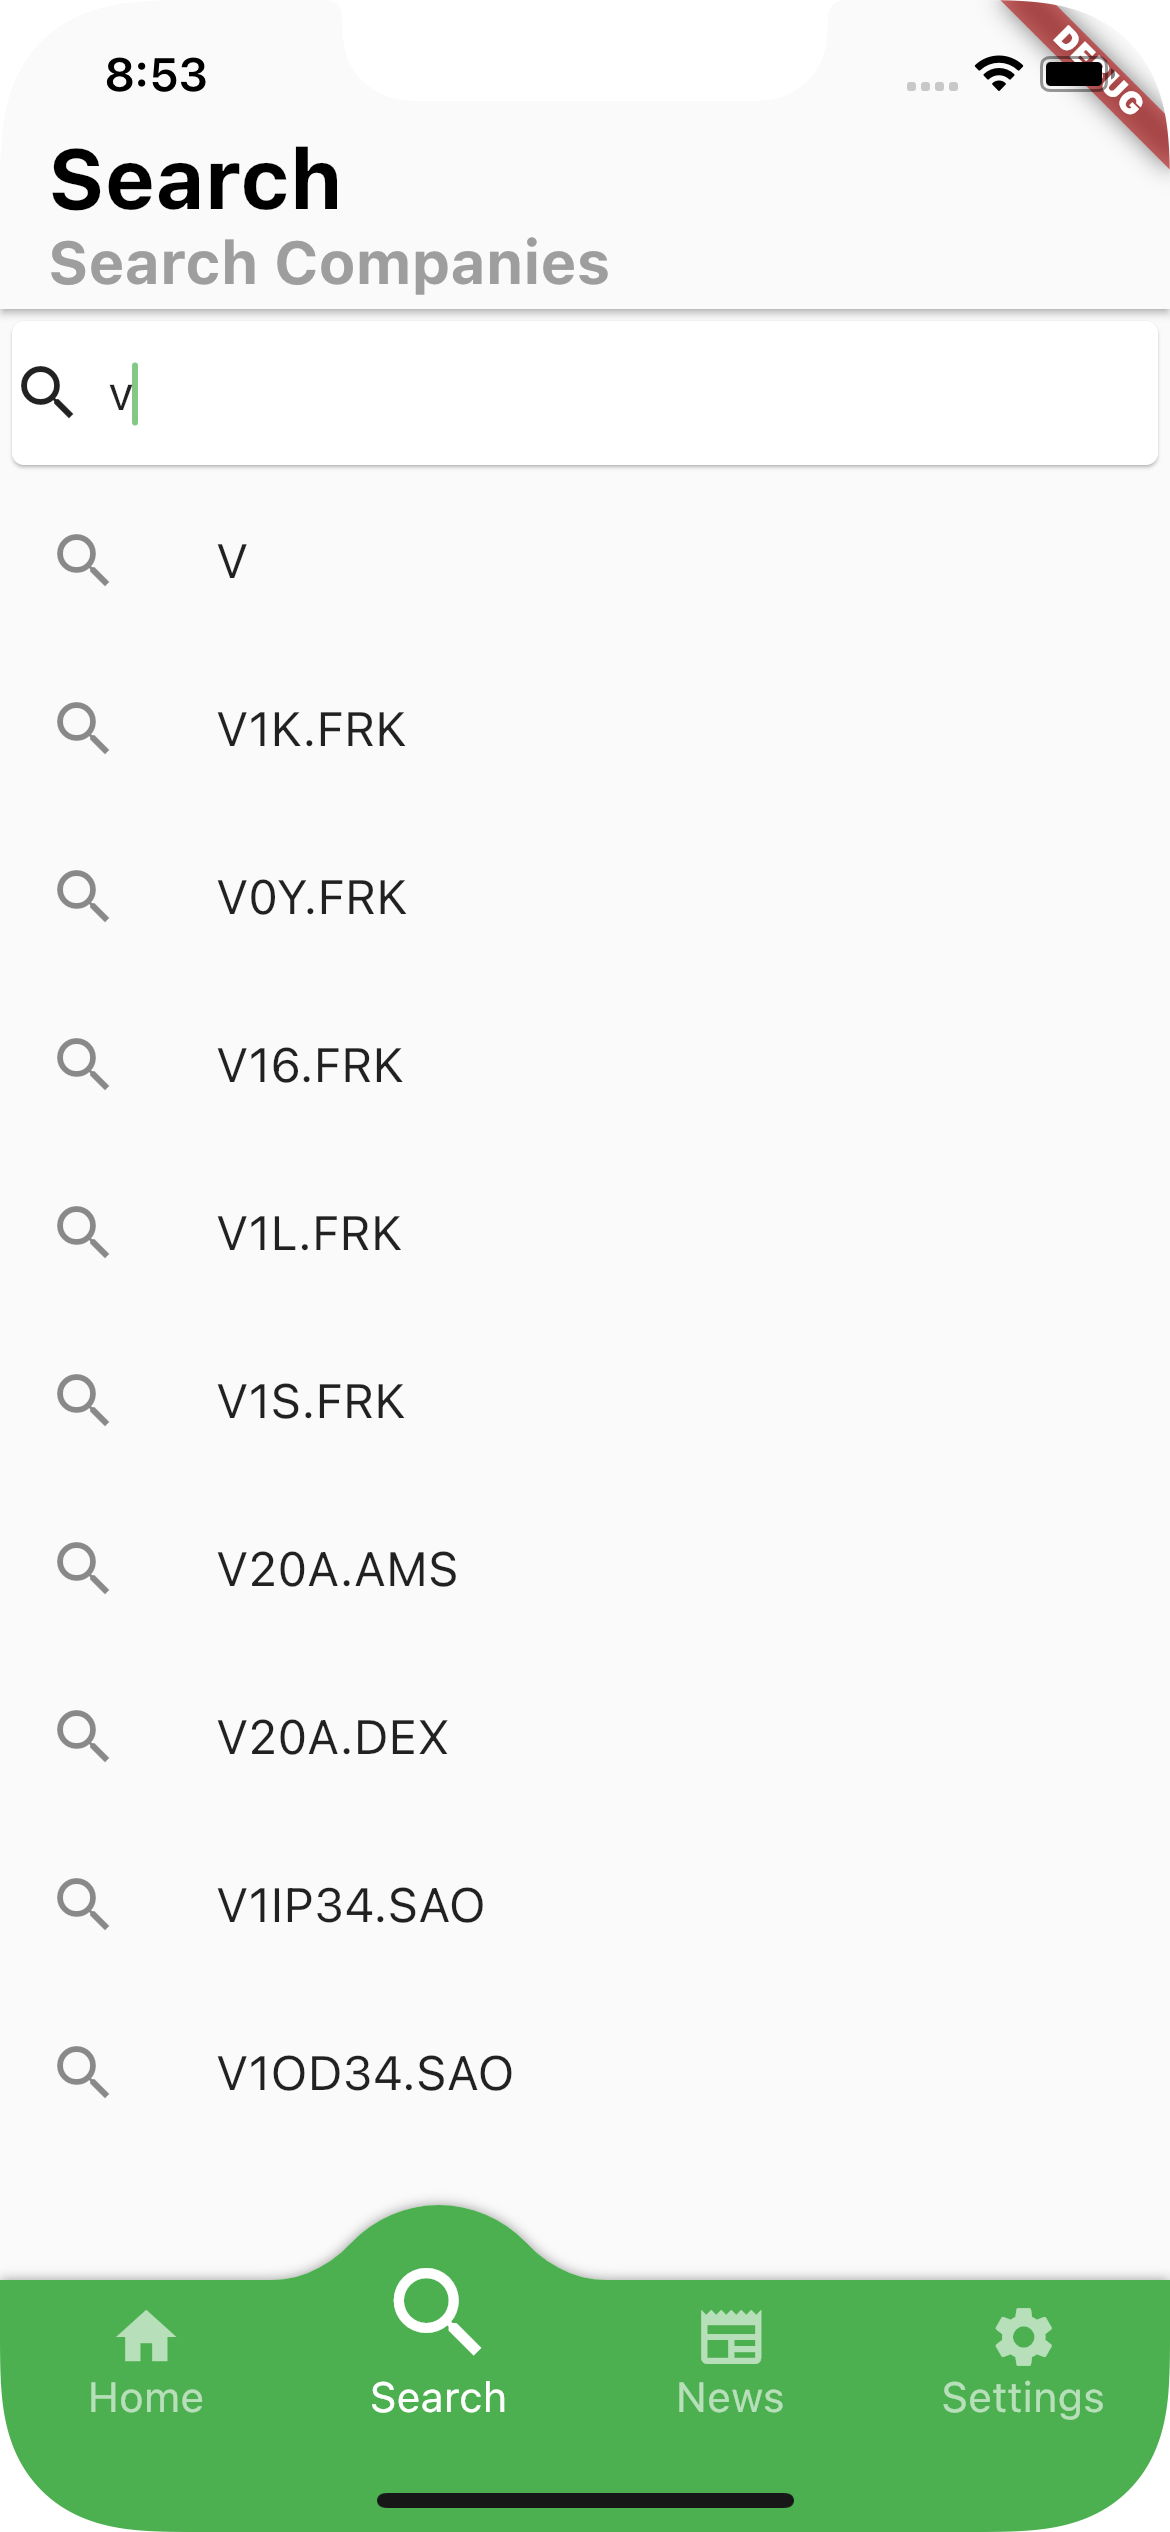 8:53
DEBUG
Search
Search Companies
v
V
V1K.FRK
V0Y.FRK
V16.FRK
V1L.FRK
V1S.FRK
V20A.AMS
V20A.DEX
V1IP34.SAO
V1OD34.SAO
Home
Search
News
Settings